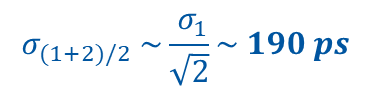 σ(1+2)/2 ~ σ1/√2 ~ 190 ps